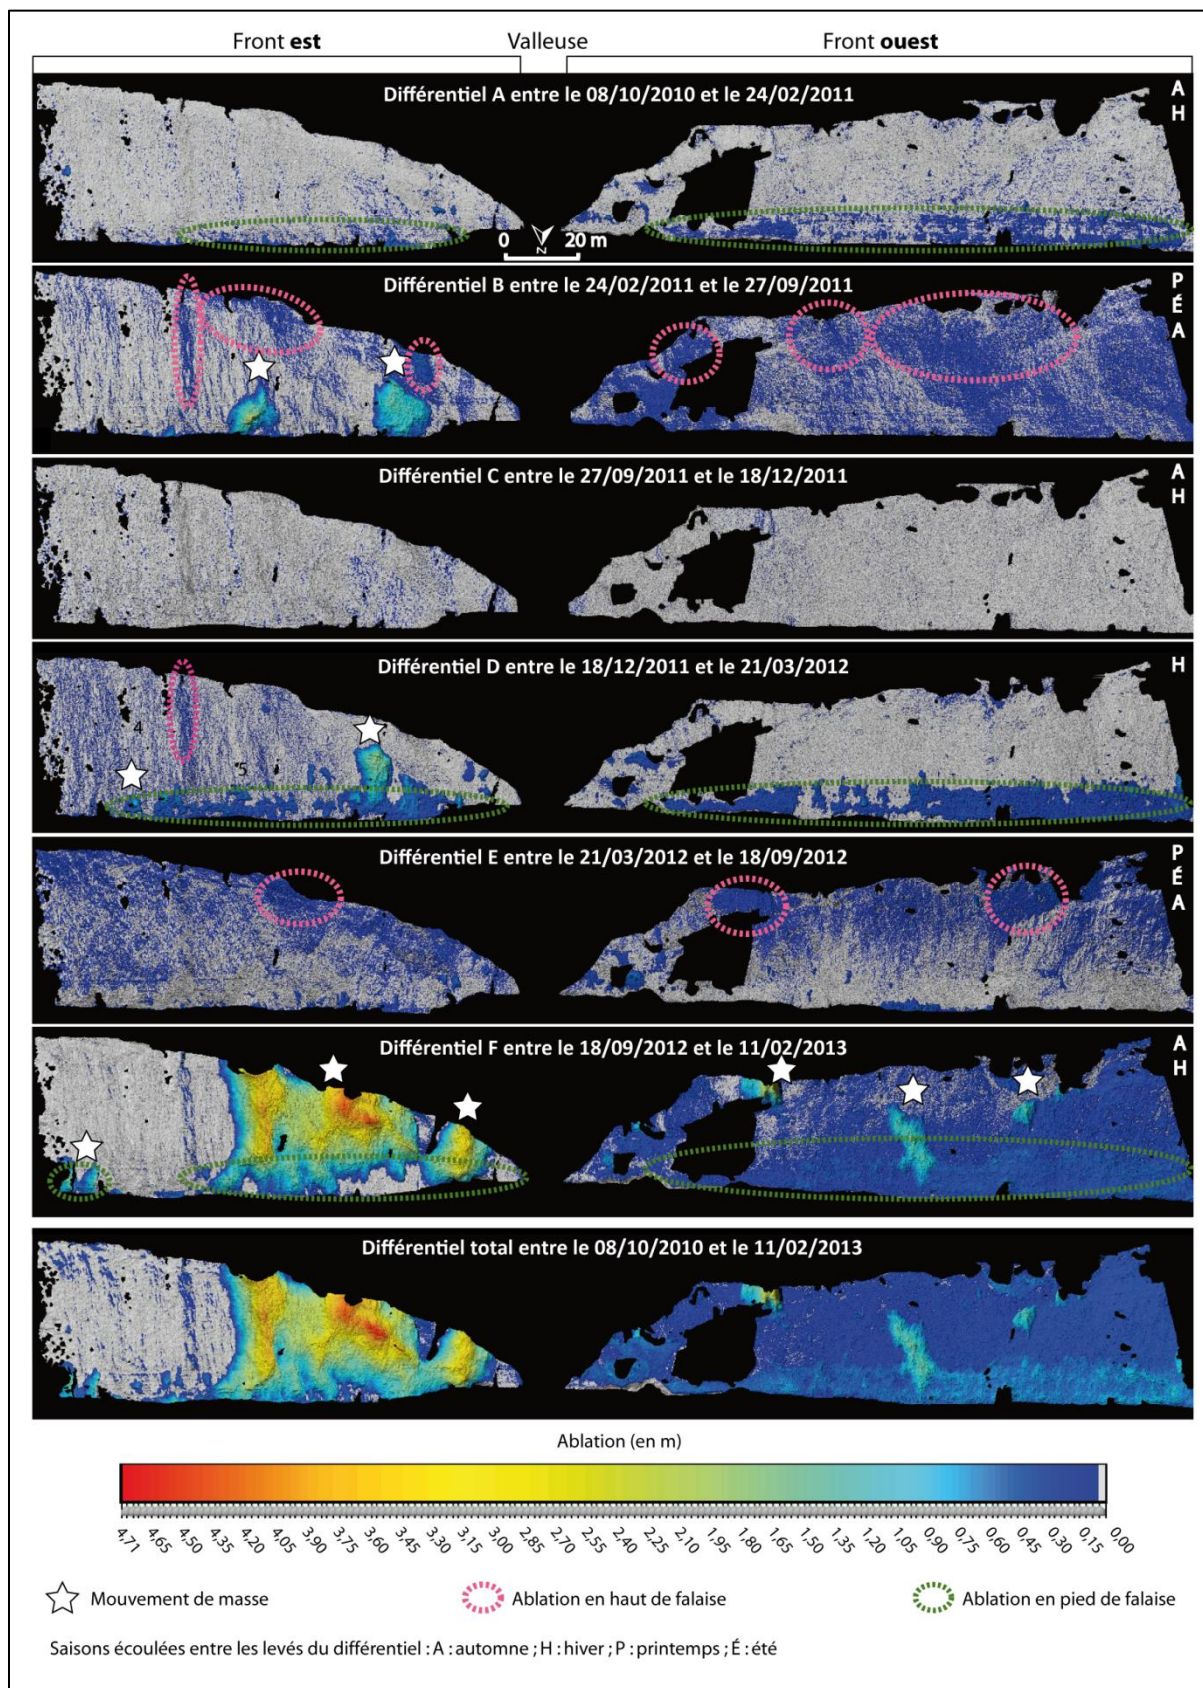 Front est
Valleuse
Front ouest
Différentiel A entre le 08/10/2010 et le 24/02/2011
A
H
0 20 m
N
Différentiel B entre le 24/02/2011 et le 27/09/2011
P
É
A
Différentiel C entre le 27/09/2011 et le 18/12/2011
A
H
Différentiel D entre le 18/12/2011 et le 21/03/2012
H
4
5
Différentiel E entre le 21/03/2012 et le 18/09/2012
P
É
A
Différentiel F entre le 18/09/2012 et le 11/02/2013
A
H
Différentiel total entre le 08/10/2010 et le 11/02/2013
Ablation (en m)
4,71 4,65 4,50 4,35 4,20 4,05 3,90 3,75 3,60 3,45 3,30 3,15 3,00 2,85 2,70 2,55 2,40 2,25 2,10 1,95 1,80 1,65 1,50 1,35 1,20 1,05 0,90 0,75 0,60 0,45 0,30 0,15 0,00
Mouvement de masse
Ablation en haut de falaise
Ablation en pied de falaise
Saisons écoulées entre les levés du différentiel : A : automne ; H : hiver ; P : printemps ; É : été